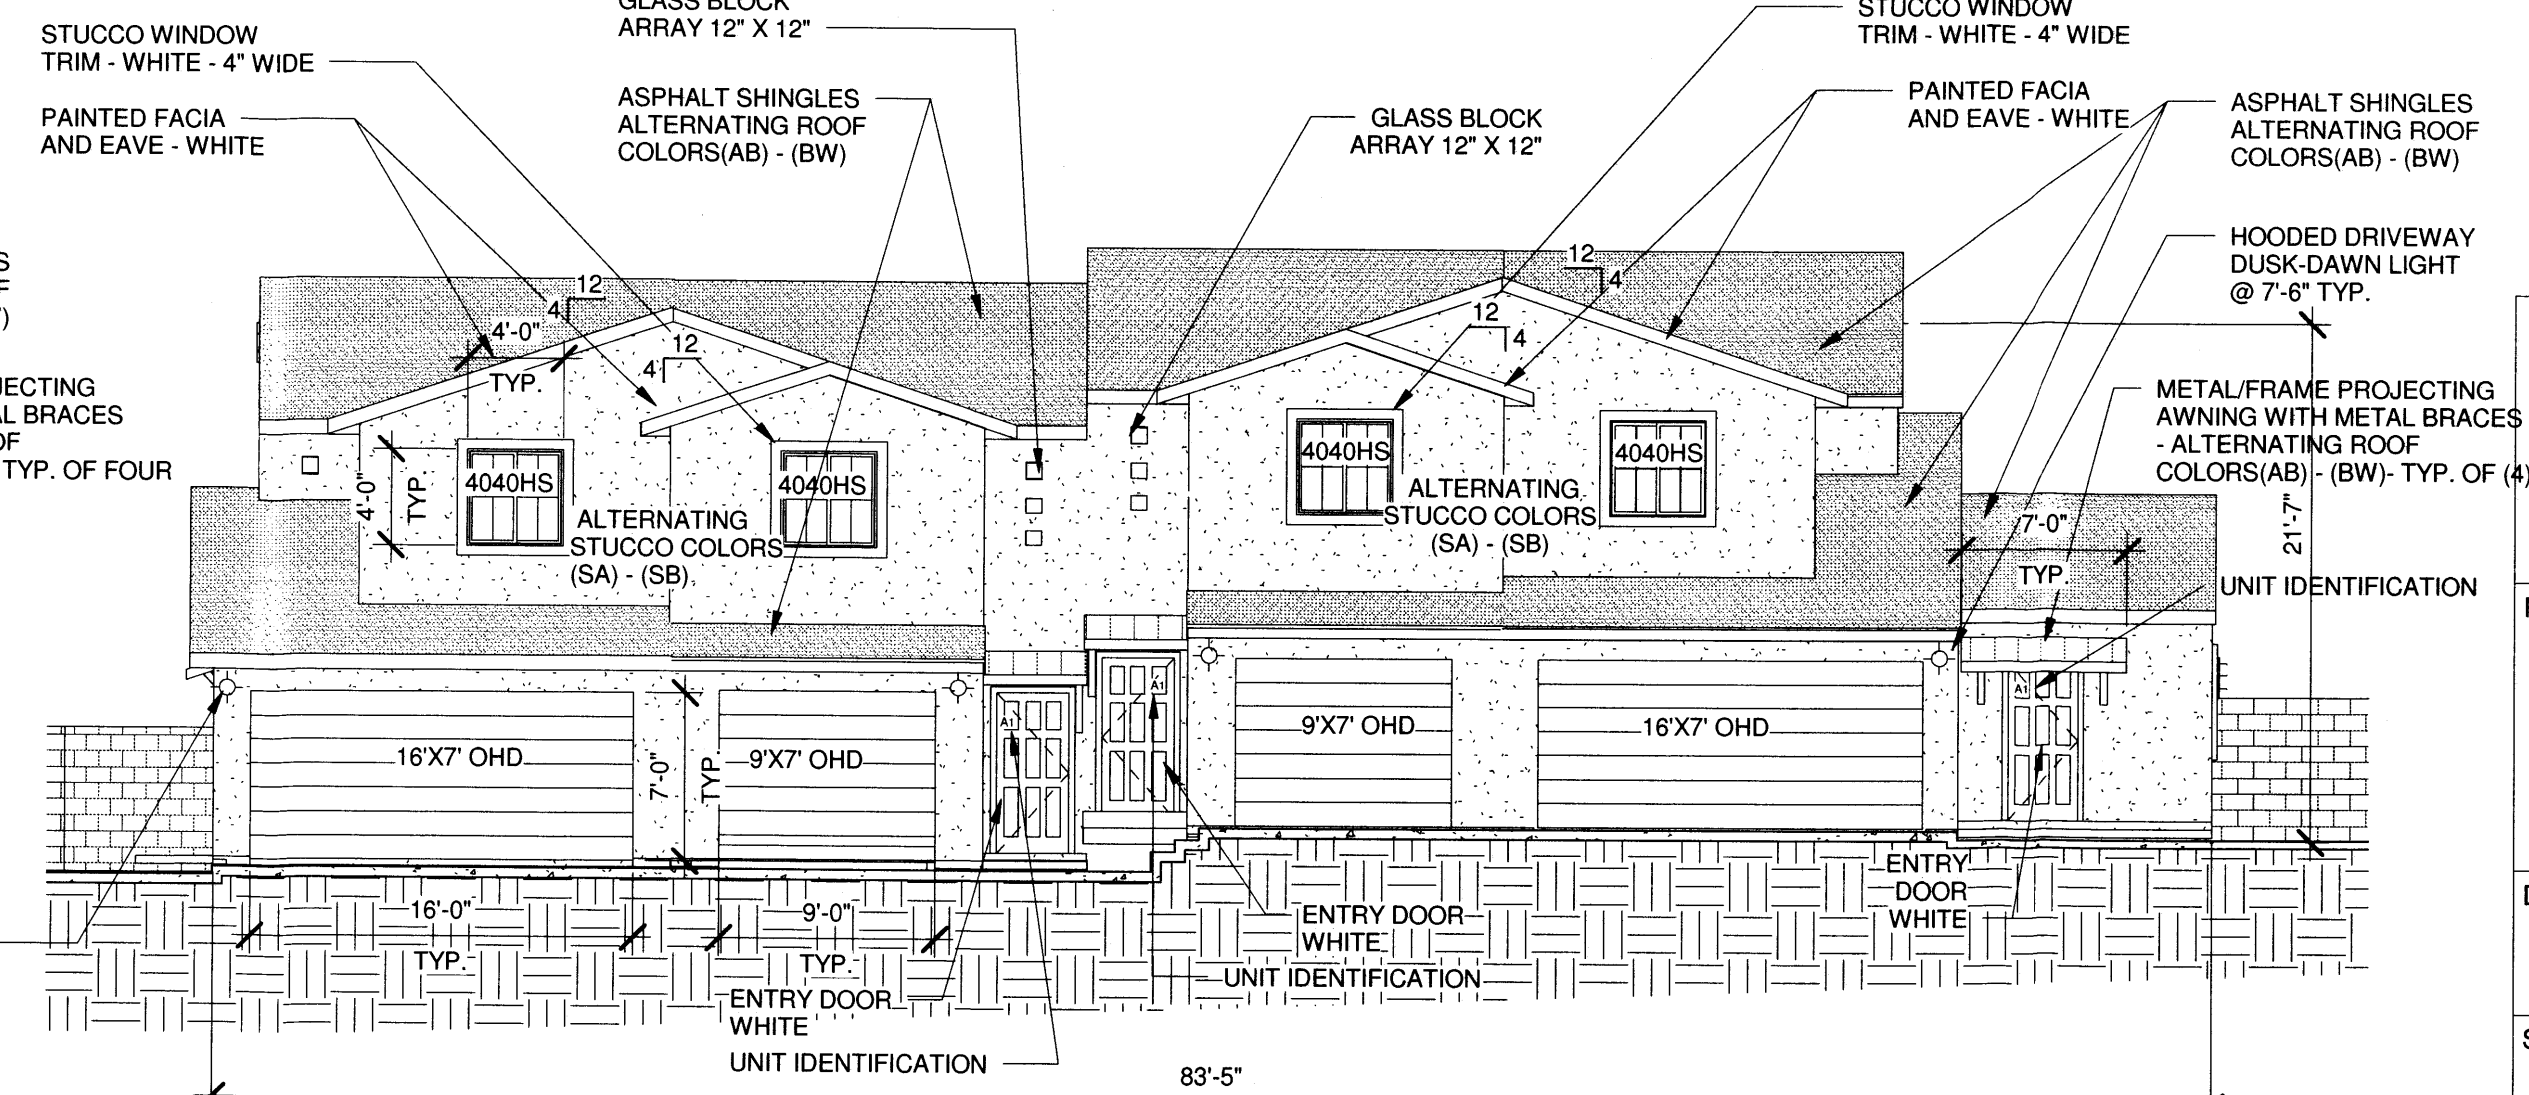 STUCCO WINDOW
TRIM - WHITE - 4" WIDE
PAINTED FACIA
AND EAVE - WHITE
GLASS BLOCK
ARRAY 12" X 12"
ASPHALT SHINGLES
ALTERNATING ROOF
COLORS(AB) - (BW)
GLASS BLOCK
ARRAY 12" X 12"
STUCCO WINDOW
TRIM - WHITE - 4" WIDE
PAINTED FACIA
AND EAVE - WHITE
ASPHALT SHINGLES
ALTERNATING ROOF
COLORS(AB) - (BW)
HOODED DRIVEWAY
DUSK-DAWN LIGHT
@ 7'-6" TYP.
METAL/FRAME PROJECTING
AWNING WITH METAL BRACES
- ALTERNATING ROOF
COLORS(AB) - (BW)- TYP. OF (4)
AL BRACES
TYP. OF FOUR
12
4
4'-0"
TYP.
12
4
12
4
12
4
4'-0"
TYP.
4040HS
4040HS
4040HS
4040HS
ALTERNATING
STUCCO COLORS
(SA) - (SB)
ALTERNATING
STUCCO COLORS
(SA) - (SB)
7'-0"
TYP.
21'-7"
UNIT IDENTIFICATION
A1
A1
A1
16'X7' OHD
7'-0"
TYP
9'X7' OHD
9'X7' OHD
16'X7' OHD
16'-0"
TYP.
9'-0"
TYP.
ENTRY DOOR
WHITE
UNIT IDENTIFICATION
ENTRY DOOR
WHITE
UNIT IDENTIFICATION
ENTRY
DOOR
WHITE
83'-5"